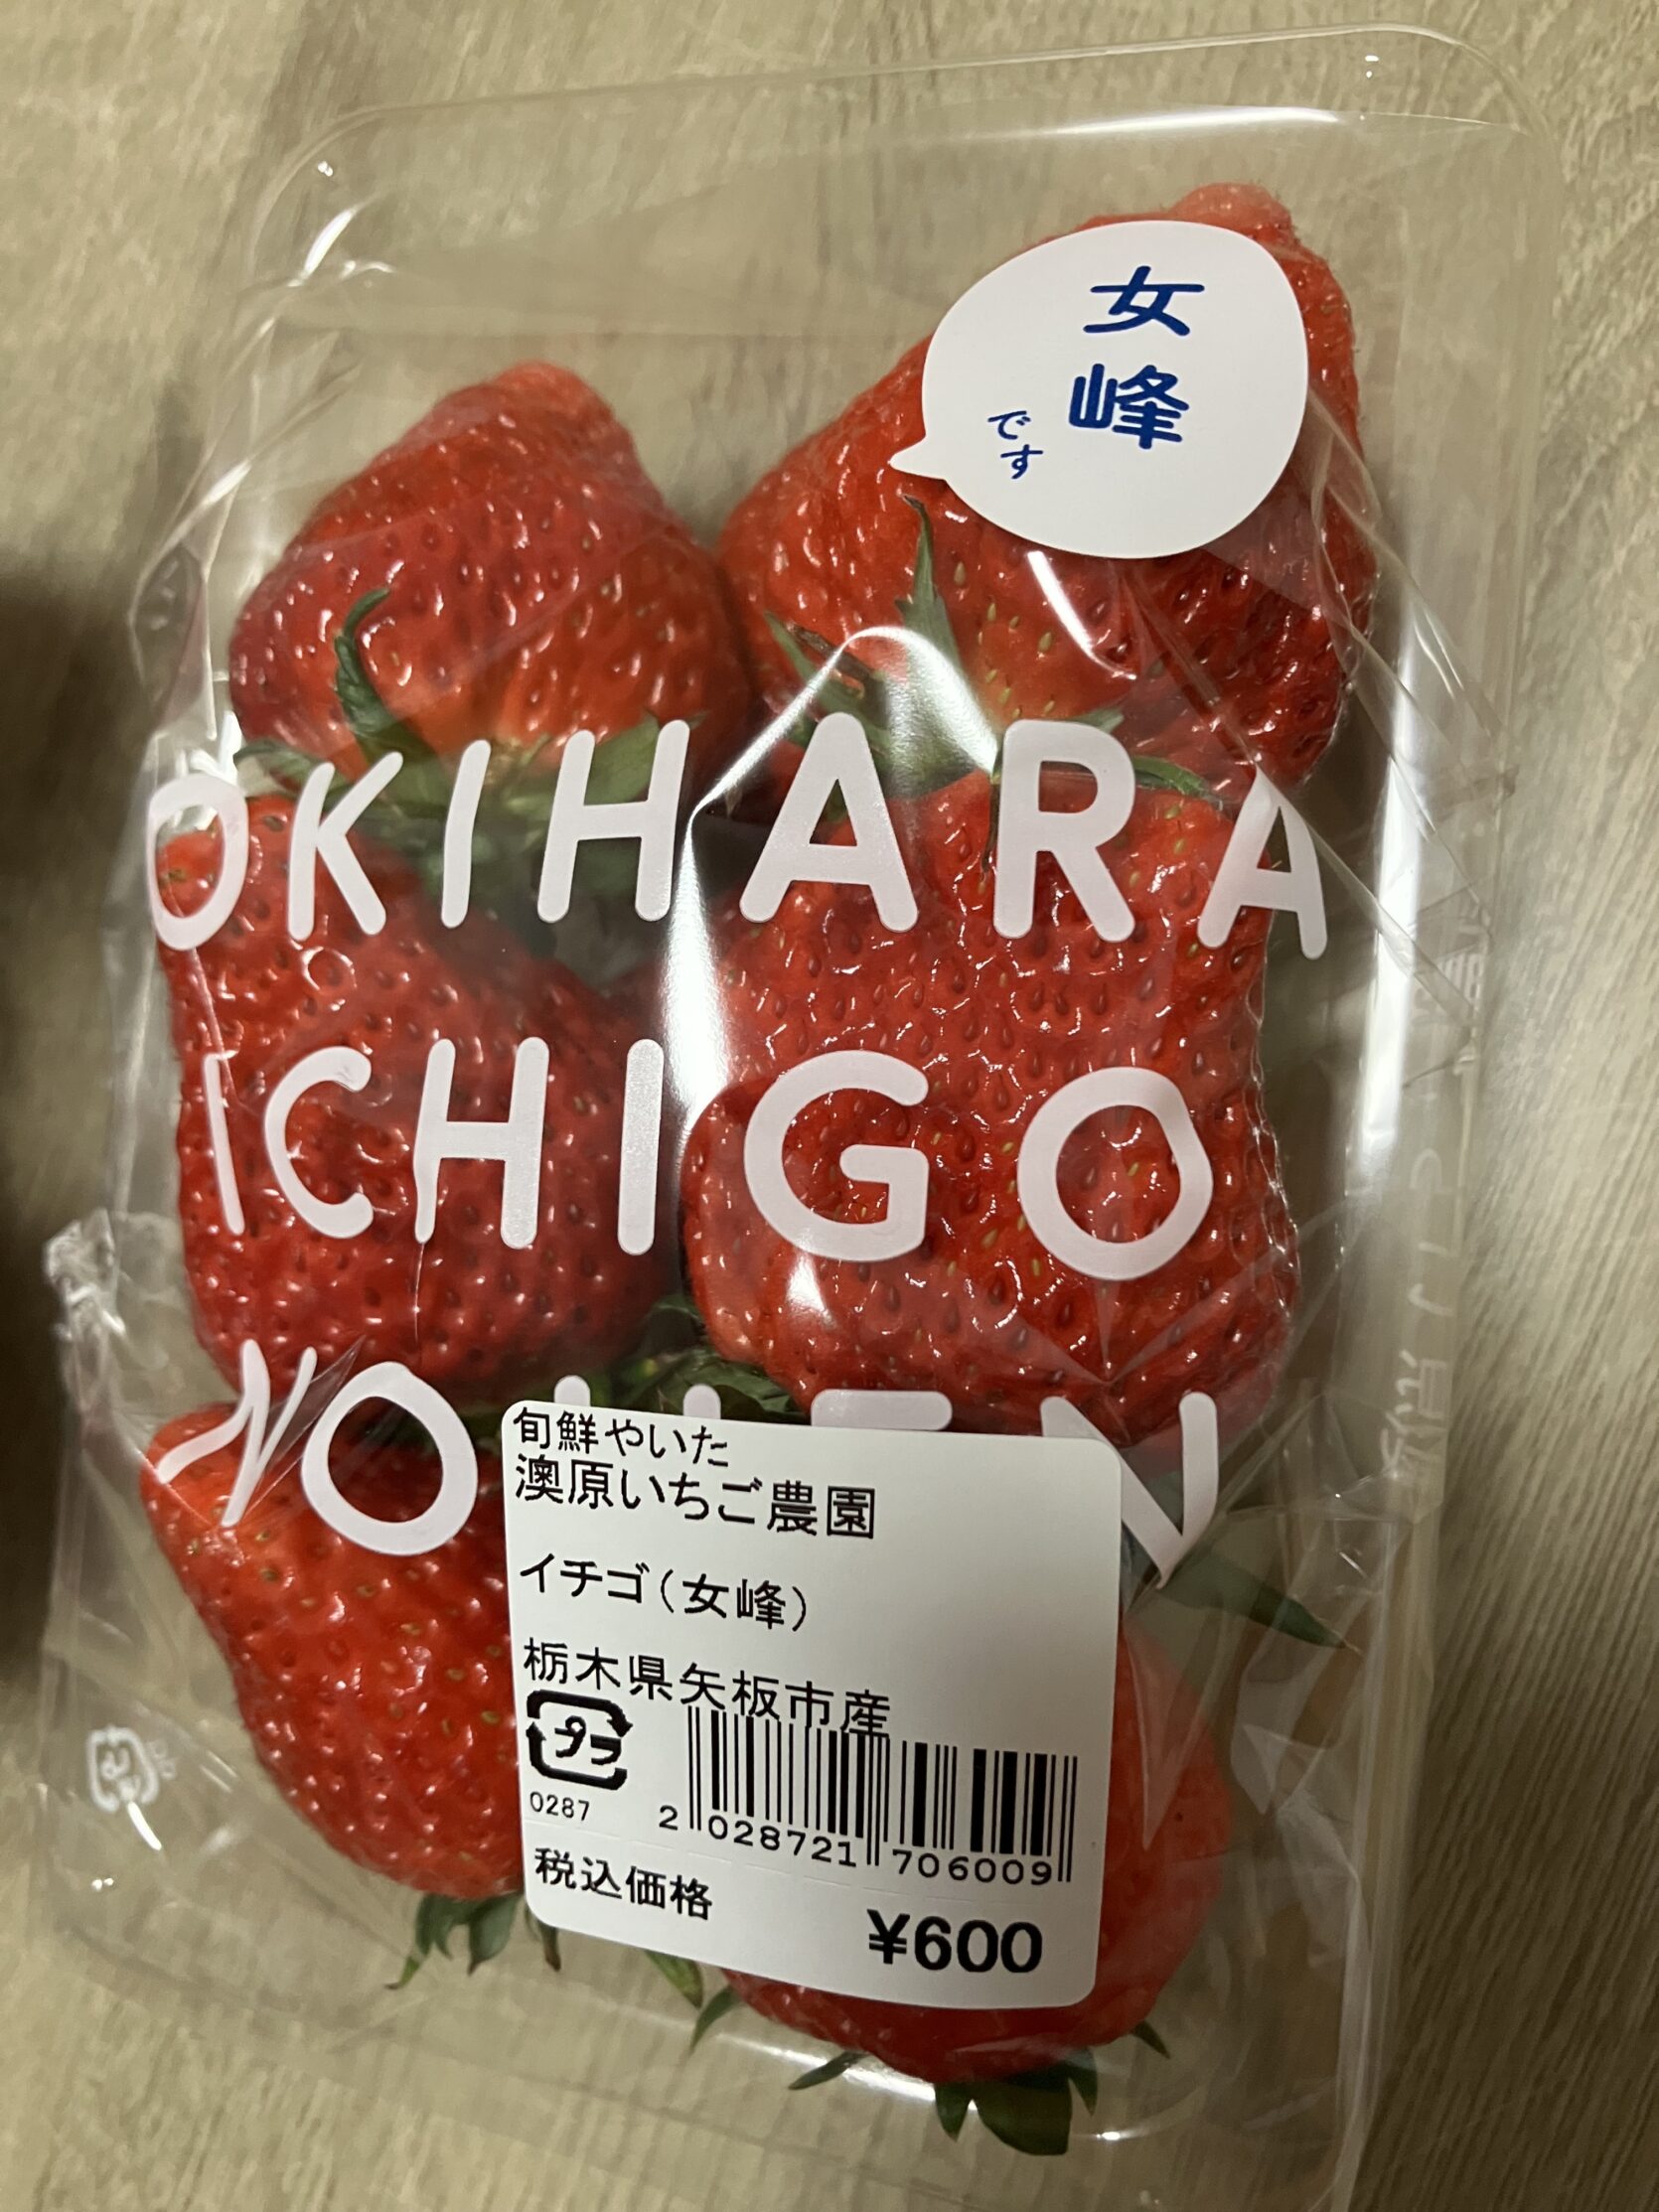 女峰
です
OKIHARA
ICHIGO
NO
旬鮮やいた
澳原いちご農園
イチゴ(女峰)
栃木県矢板市産
プラ
0287
2 028721 706009
税込価格
¥600